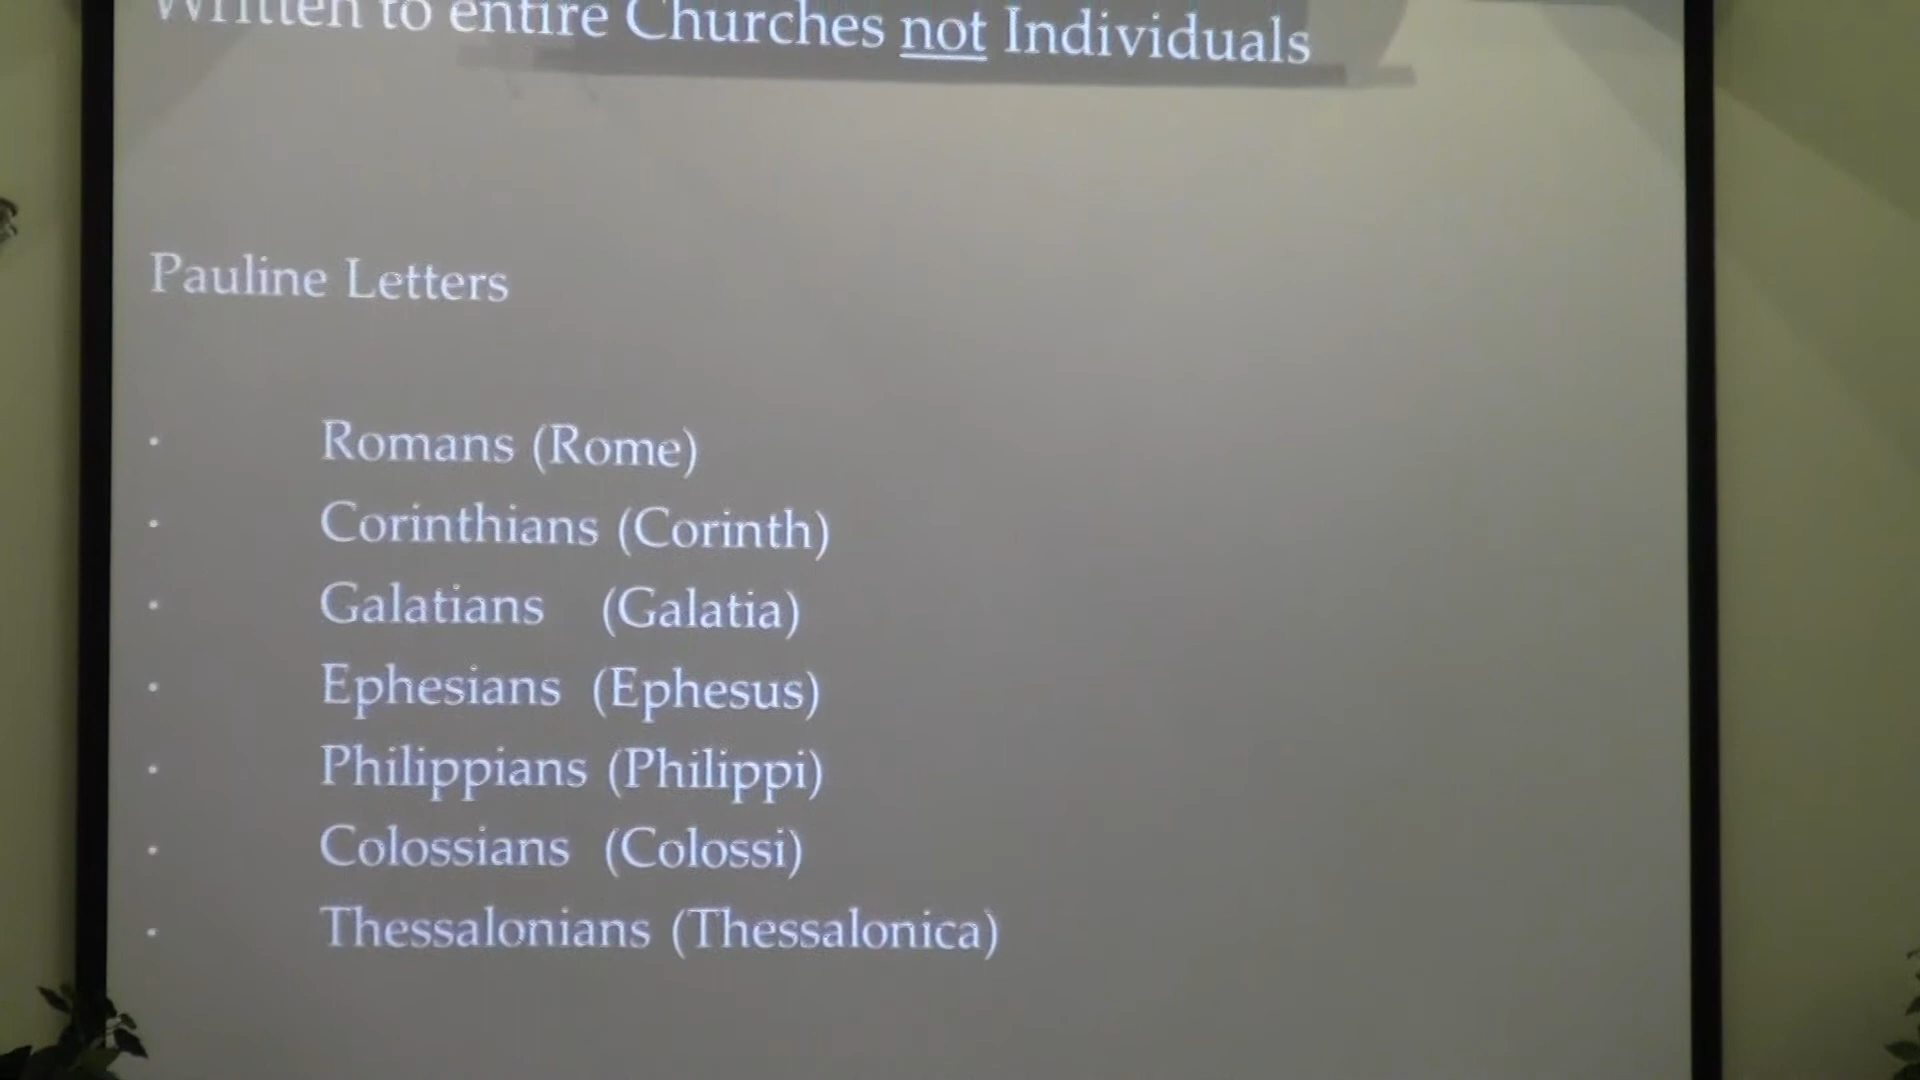 Written to entire Churches not Individuals
Pauline Letters
• Romans (Rome)
• Corinthians (Corinth)
• Galatians (Galatia)
• Ephesians (Ephesus)
• Philippians (Philippi)
• Colossians (Colossi)
• Thessalonians (Thessalonica)